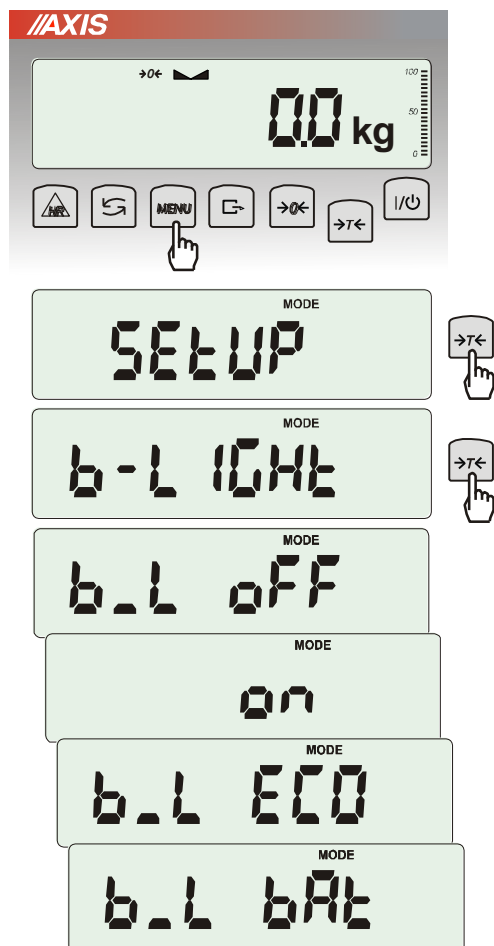 //AXIS
→0←
100
50
0
0.0 kg
HR MENU →0← →T← I/⏻
MODE
SEtUP
→T←
MODE
b-LIGHt
→T←
MODE
b_L oFF
MODE
on
MODE
b_L ECO
MODE
b_L bAt